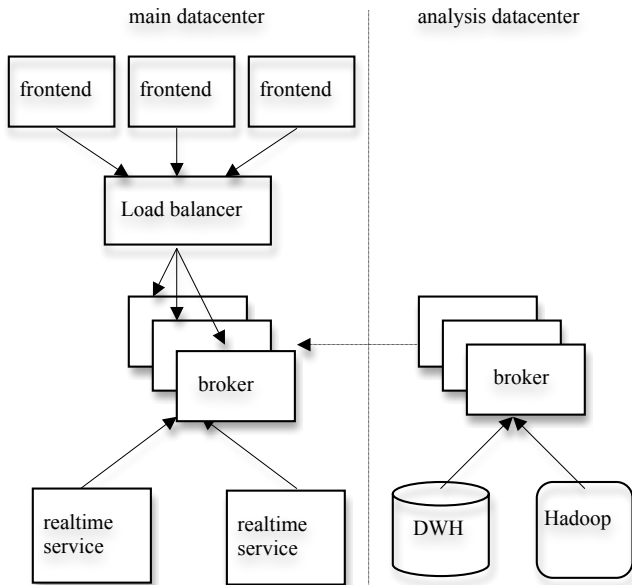 main datacenter
analysis datacenter
frontend
frontend
frontend
Load balancer
broker
broker
realtime
service
realtime
service
DWH
Hadoop